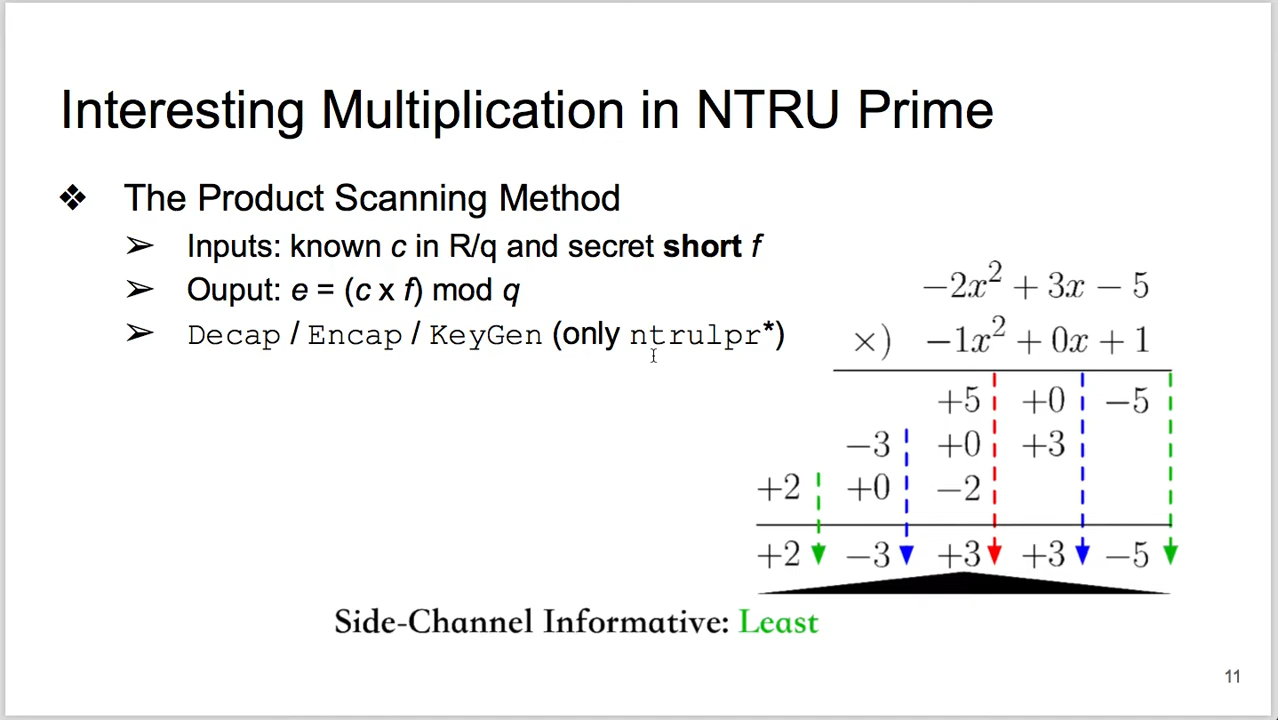 Interesting Multiplication in NTRU Prime
❖ The Product Scanning Method
➢ Inputs: known c in R/q and secret short f
➢ Ouput: e = (c x f) mod q
➢ Decap / Encap / KeyGen (only ntrulpr*)
−2x² + 3x − 5
×) −1x² + 0x + 1
+5 +0 −5
−3 +0 +3
+2 +0 −2
+2 −3 +3 +3 −5
Side-Channel Informative: Least
11